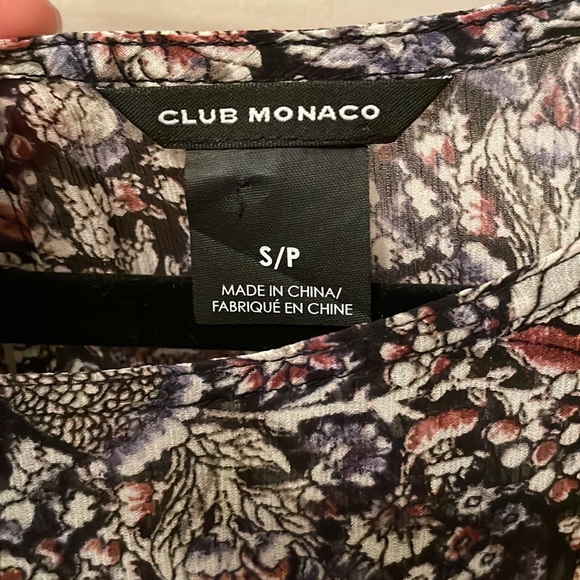 CLUB MONACO
S/P
MADE IN CHINA/
FABRIQUÉ EN CHINE